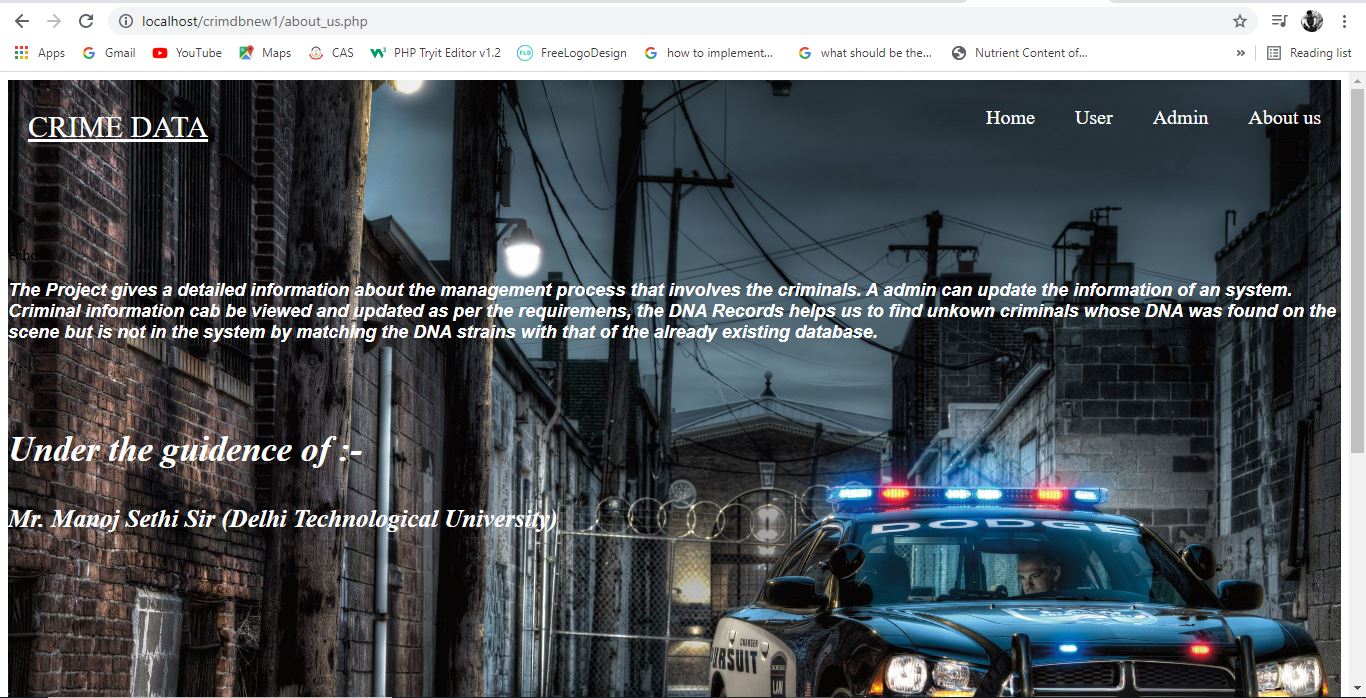 localhost/crimdbnew1/about_us.php
Apps Gmail YouTube Maps CAS PHP Tryit Editor v1.2 FreeLogoDesign how to implement... what should be the... Nutrient Content of... » Reading list
CRIME DATA Home User Admin About us
The Project gives a detailed information about the management process that involves the criminals. A admin can update the information of an system.
Criminal information cab be viewed and updated as per the requiremens, the DNA Records helps us to find unkown criminals whose DNA was found on the
scene but is not in the system by matching the DNA strains with that of the already existing database.
Under the guidence of :-
Mr. Manoj Sethi Sir (Delhi Technological University)
DODGE
CHARGER
PURSUIT